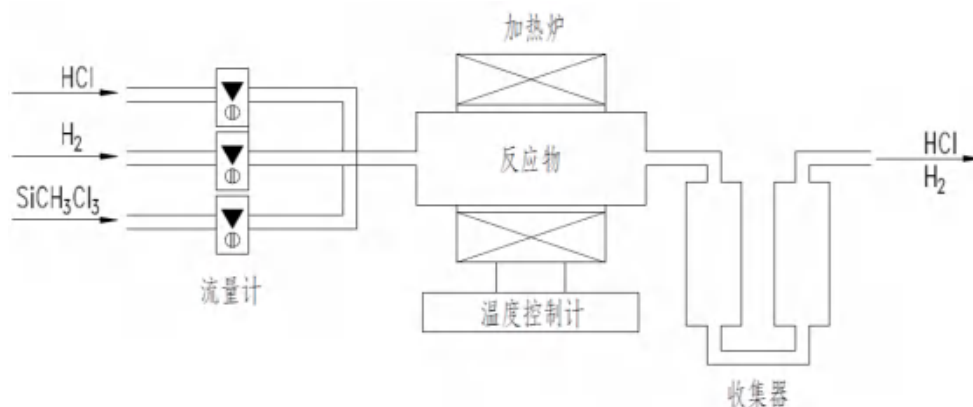 加热炉
HCl
H₂
SiCH₃Cl₃
反应物
HCl
H₂
流量计
温度控制计
收集器